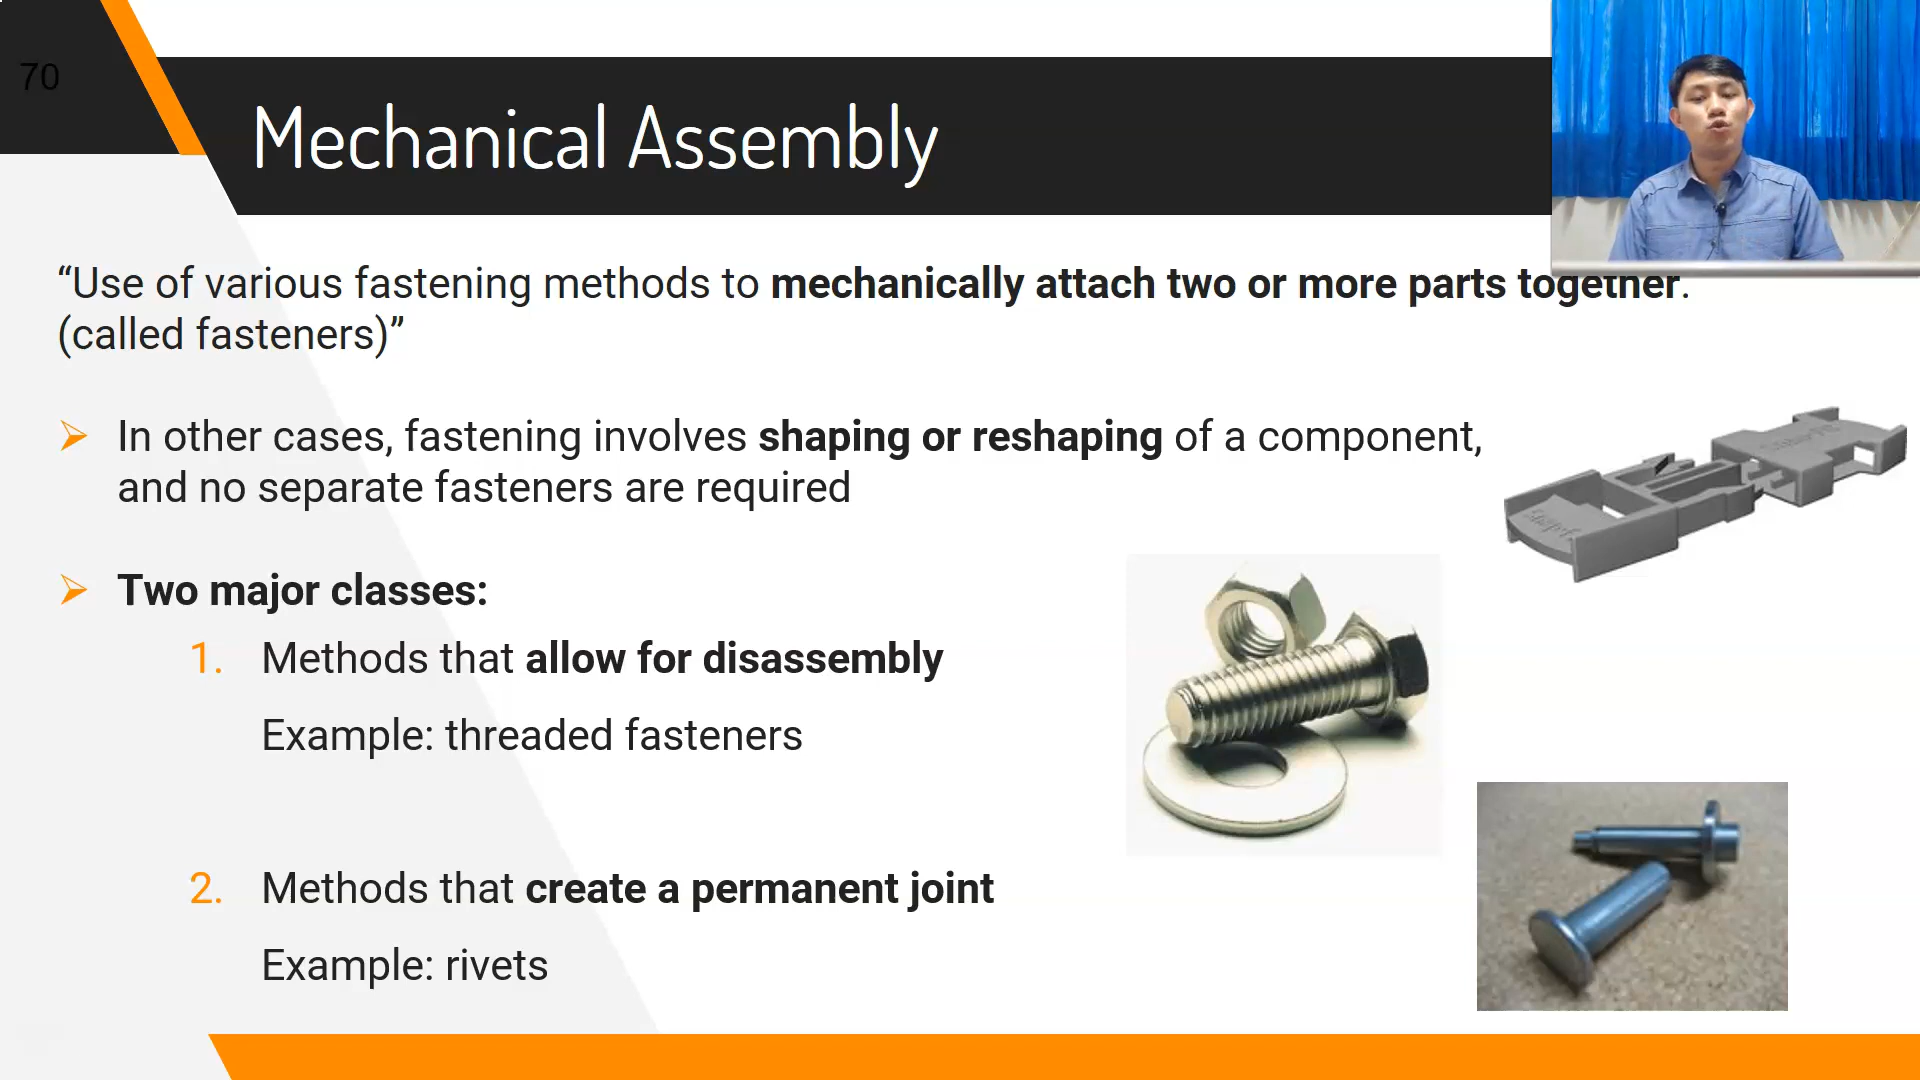 70
Mechanical Assembly
“Use of various fastening methods to mechanically attach two or more parts together.
(called fasteners)”
In other cases, fastening involves shaping or reshaping of a component,
and no separate fasteners are required
Two major classes:
1. Methods that allow for disassembly
Example: threaded fasteners
2. Methods that create a permanent joint
Example: rivets